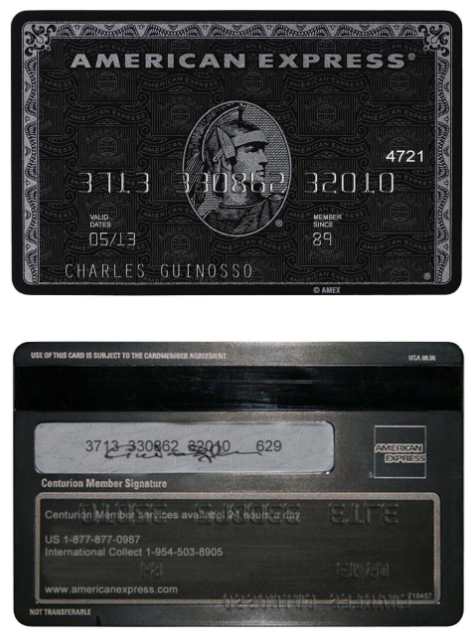 AMERICAN EXPRESS®
4721
3713 330862 32010
VALID DATES
MEMBER SINCE
05/13
89
CHARLES GUINOSSO
®
© AMEX
USE OF THIS CARD IS SUBJECT TO THE CARDMEMBER AGREEMENT
3713 330862 32010 629
AMERICAN EXPRESS
Centurion Member Signature
Centurion Member services available 24 hours a day
US 1-877-877-0987
International Collect 1-954-503-8905
www.americanexpress.com
NOT TRANSFERABLE